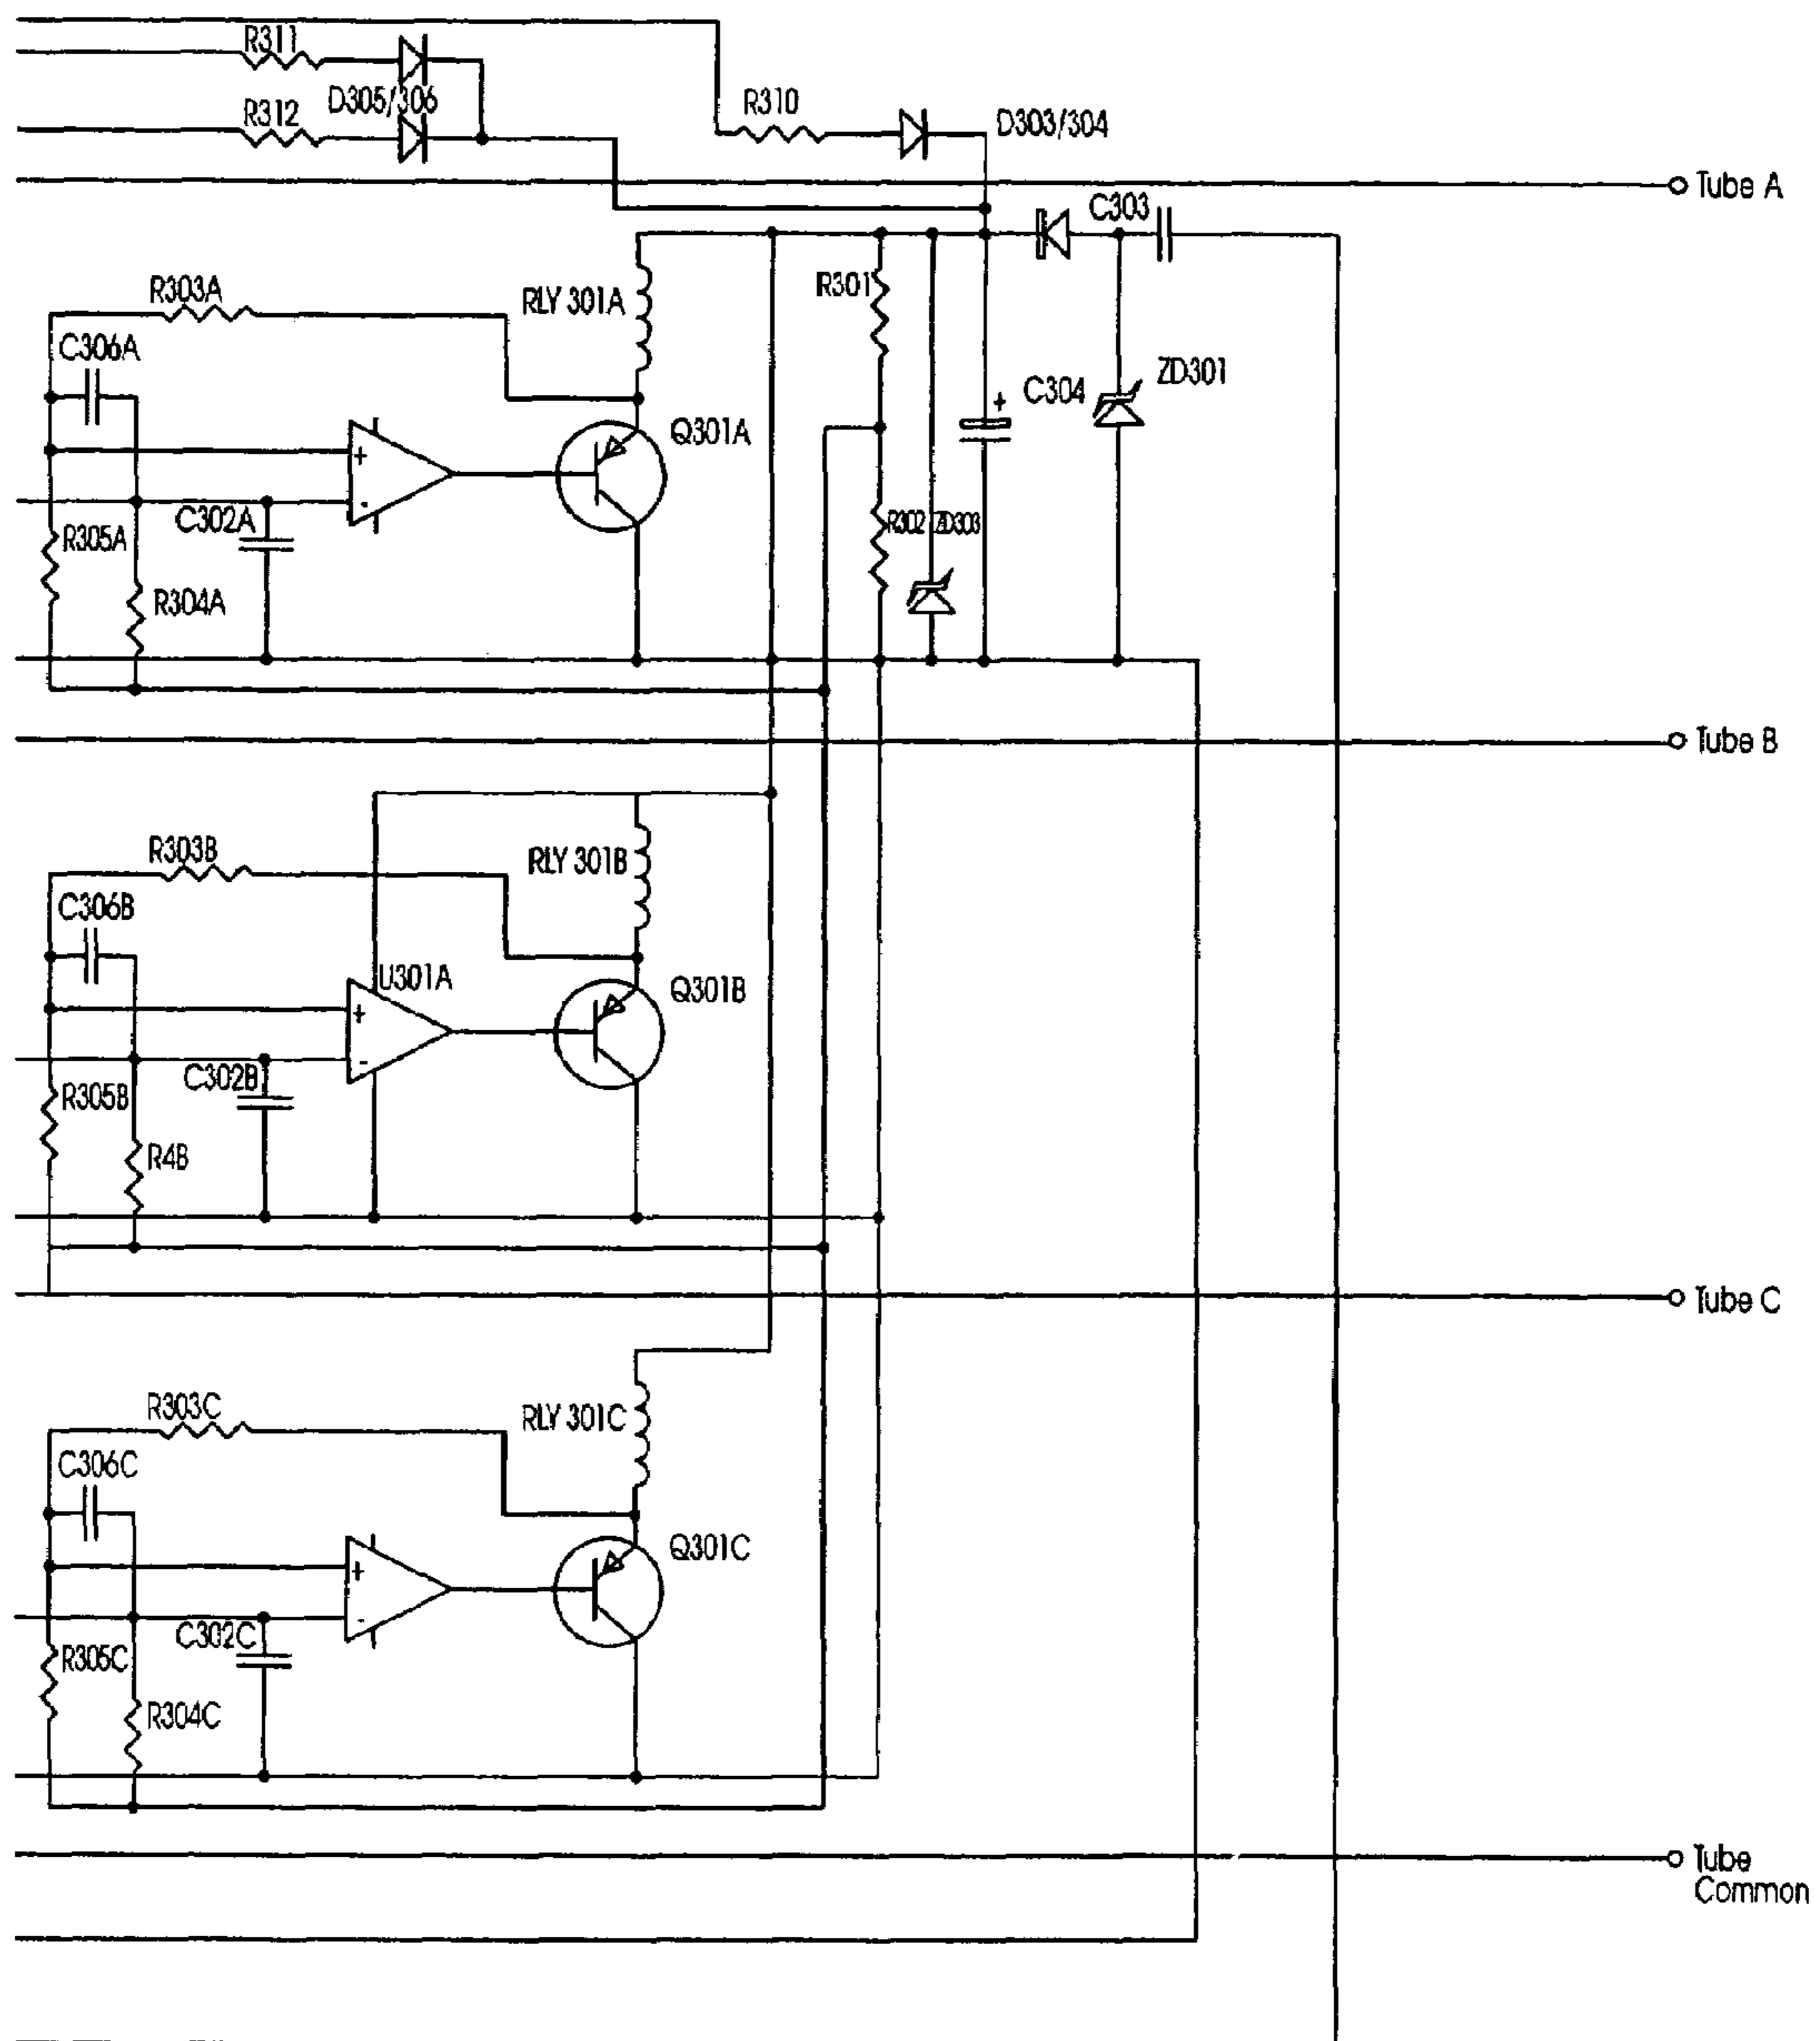 R311
D305/306
R312
R310
D303/304
Tube A
C303
R303A
RLY 301A
R301
C306A
+
C304
ZD301
Q301A
+
-
C302A
R302
ZD303
R305A
R304A
Tube B
R303B
RLY 301B
C306B
U301A
Q301B
+
-
C302B
R305B
R4B
Tube C
R303C
RLY 301C
C306C
Q301C
+
-
C302C
R305C
R304C
Tube
Common